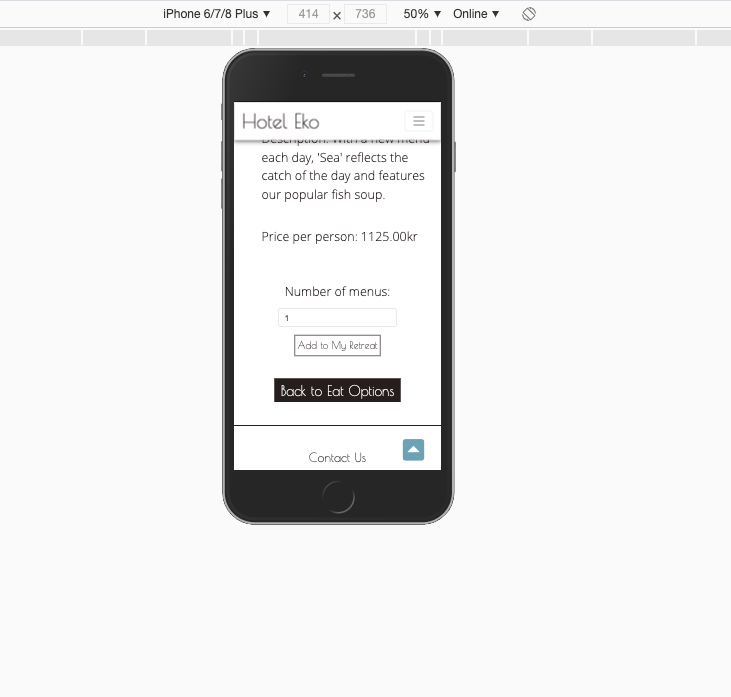 iPhone 6/7/8 Plus ▼ 414 x 736 50% ▼ Online ▼
Hotel Eko
Description: With a new menu
each day, 'Sea' reflects the
catch of the day and features
our popular fish soup.
Price per person: 1125.00kr
Number of menus:
1
Add to My Retreat
Back to Eat Options
Contact Us